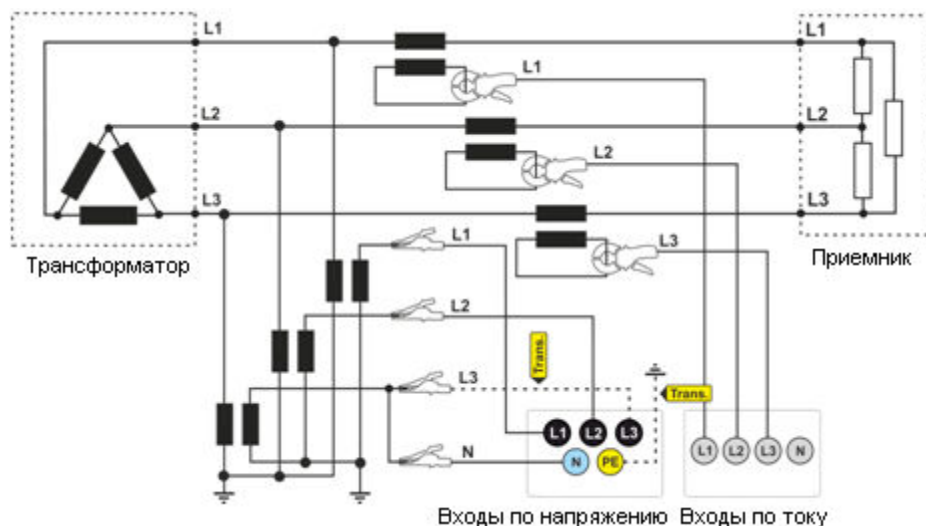 L1
L1
L1
L2
L2
L2
L3
L3
L3
Трансформатор
Приемник
L1
L2
L3
N
Trans.
Trans.
L1 L2 L3
N PE
L1 L2 L3 N
Входы по напряжению
Входы по току